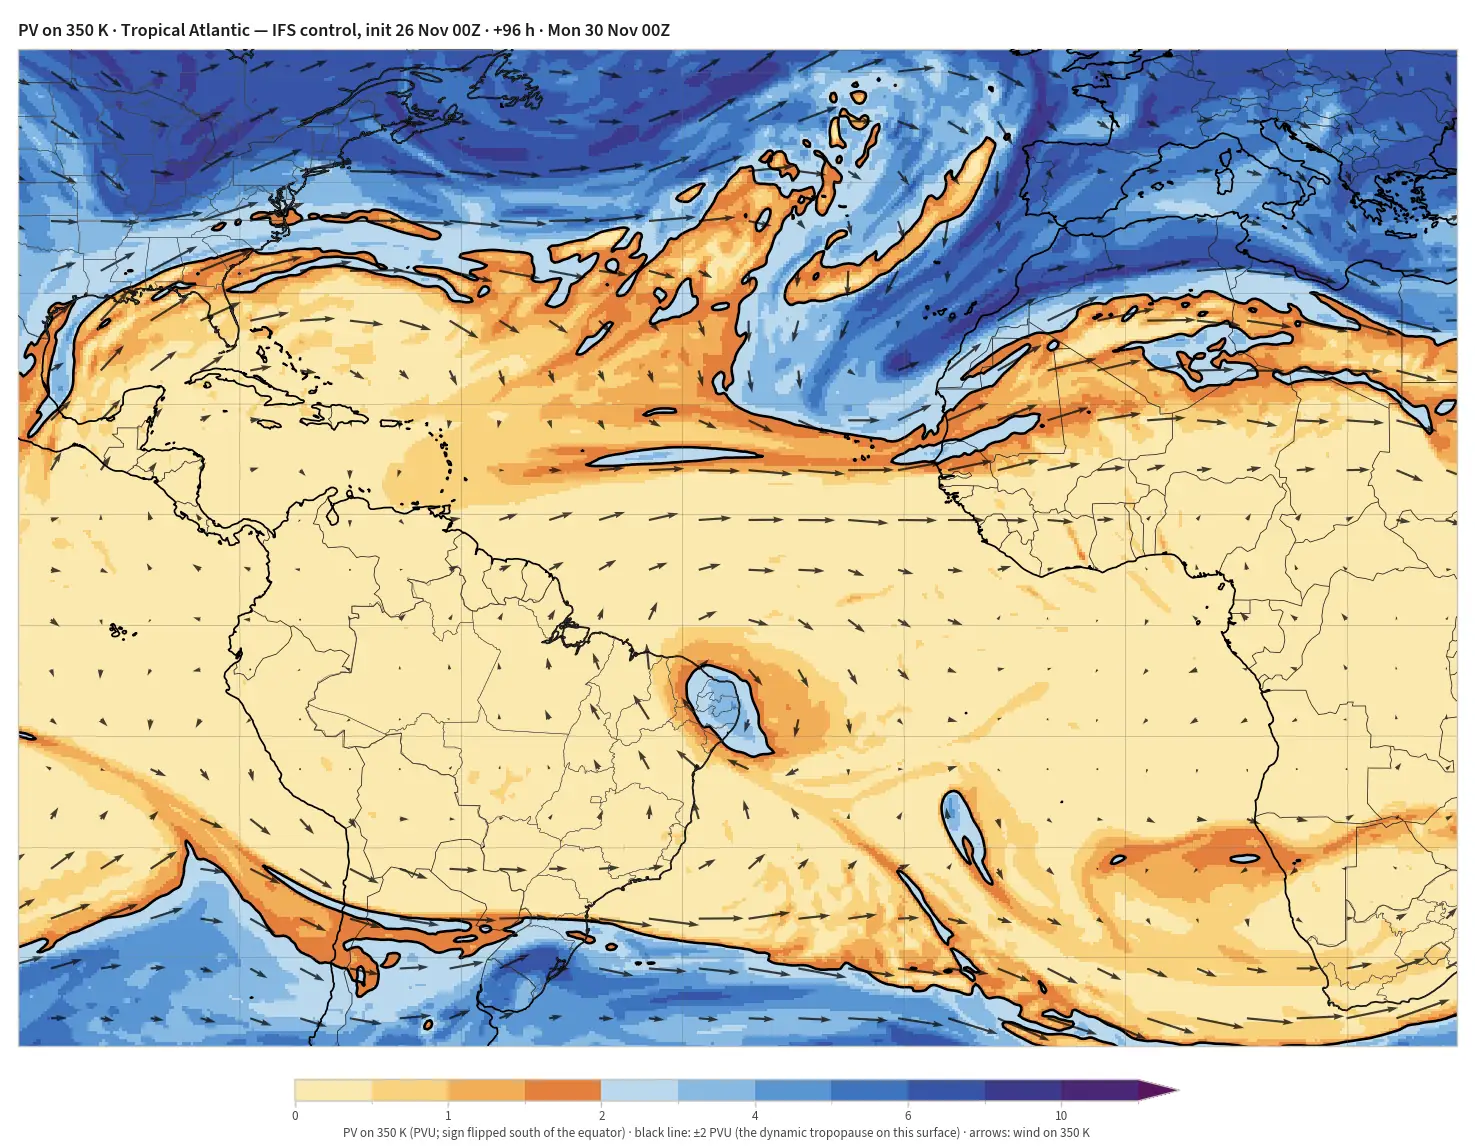 PV on 350 K · Tropical Atlantic — IFS control, init 26 Nov 00Z · +96 h · Mon 30 Nov 00Z
0 1 2 4 6 10
PV on 350 K (PVU; sign flipped south of the equator) · black line: ±2 PVU (the dynamic tropopause on this surface) · arrows: wind on 350 K